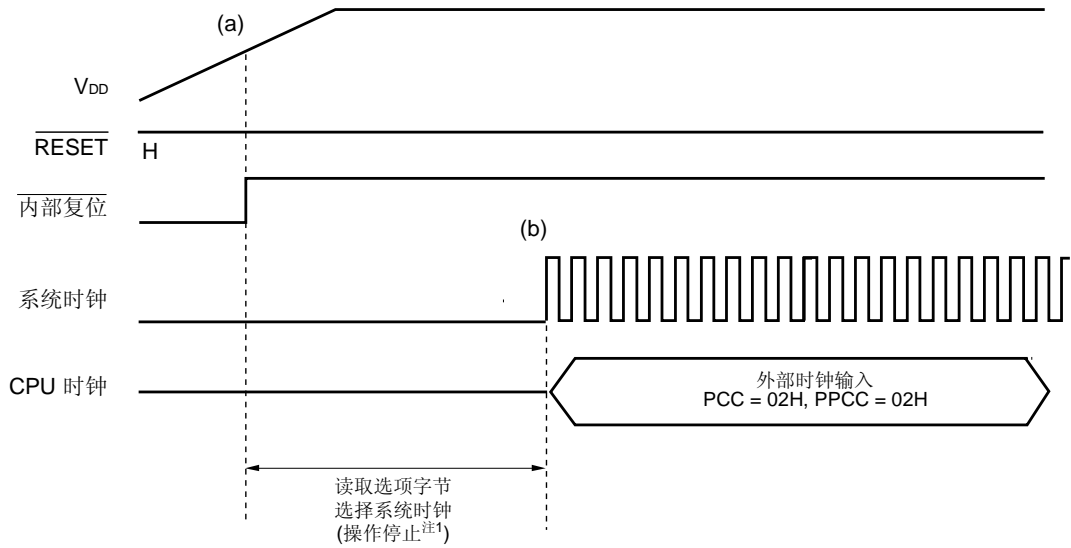 (a)
VDD
RESET
H
内部复位
(b)
系统时钟
CPU 时钟
外部时钟输入
PCC = 02H, PPCC = 02H
读取选项字节
选择系统时钟
(操作停止注1)